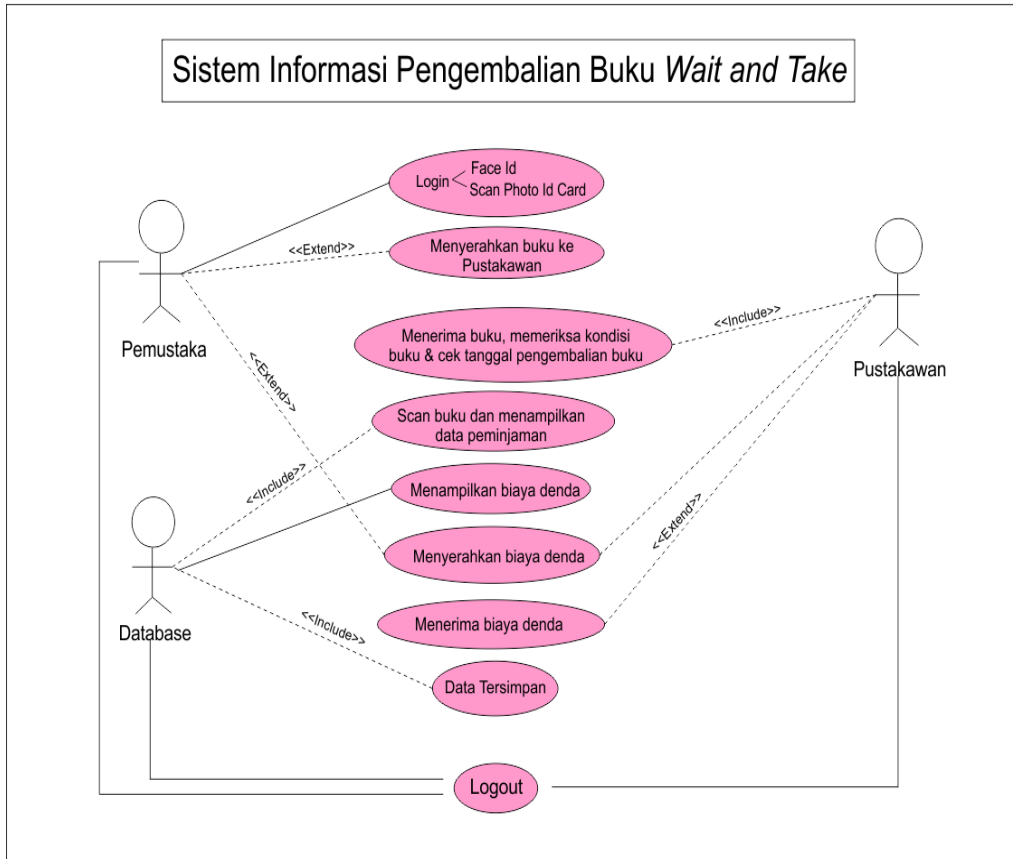 Sistem Informasi Pengembalian Buku Wait and Take
Face Id
Login
Scan Photo Id Card
<<Extend>>
Menyerahkan buku ke
Pustakawan
Pemustaka
<<Include>>
Menerima buku, memeriksa kondisi
buku & cek tanggal pengembalian buku
Pustakawan
<<Extend>>
Scan buku dan menampilkan
data peminjaman
<<Include>>
Menampilkan biaya denda
<<Extend>>
Menyerahkan biaya denda
Database
<<Include>>
Menerima biaya denda
Data Tersimpan
Logout